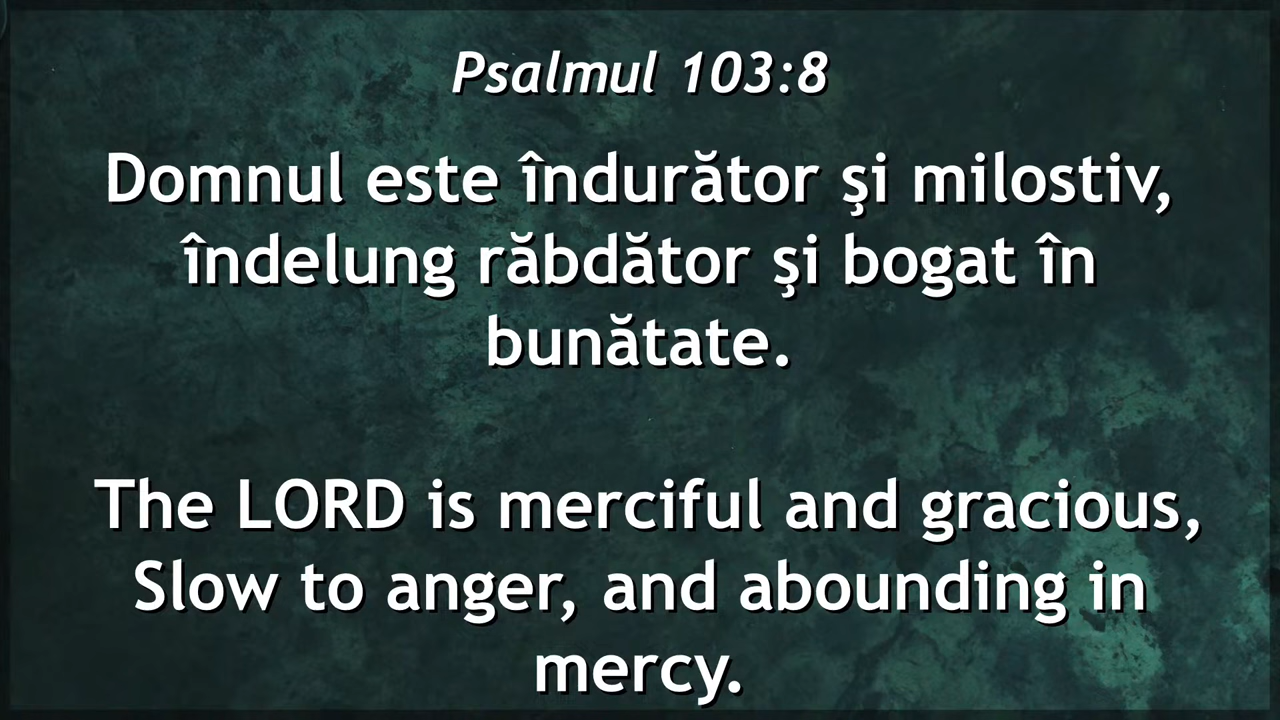 Psalmul 103:8
Domnul este îndurător şi milostiv,
îndelung răbdător şi bogat în
bunătate.
The LORD is merciful and gracious,
Slow to anger, and abounding in
mercy.